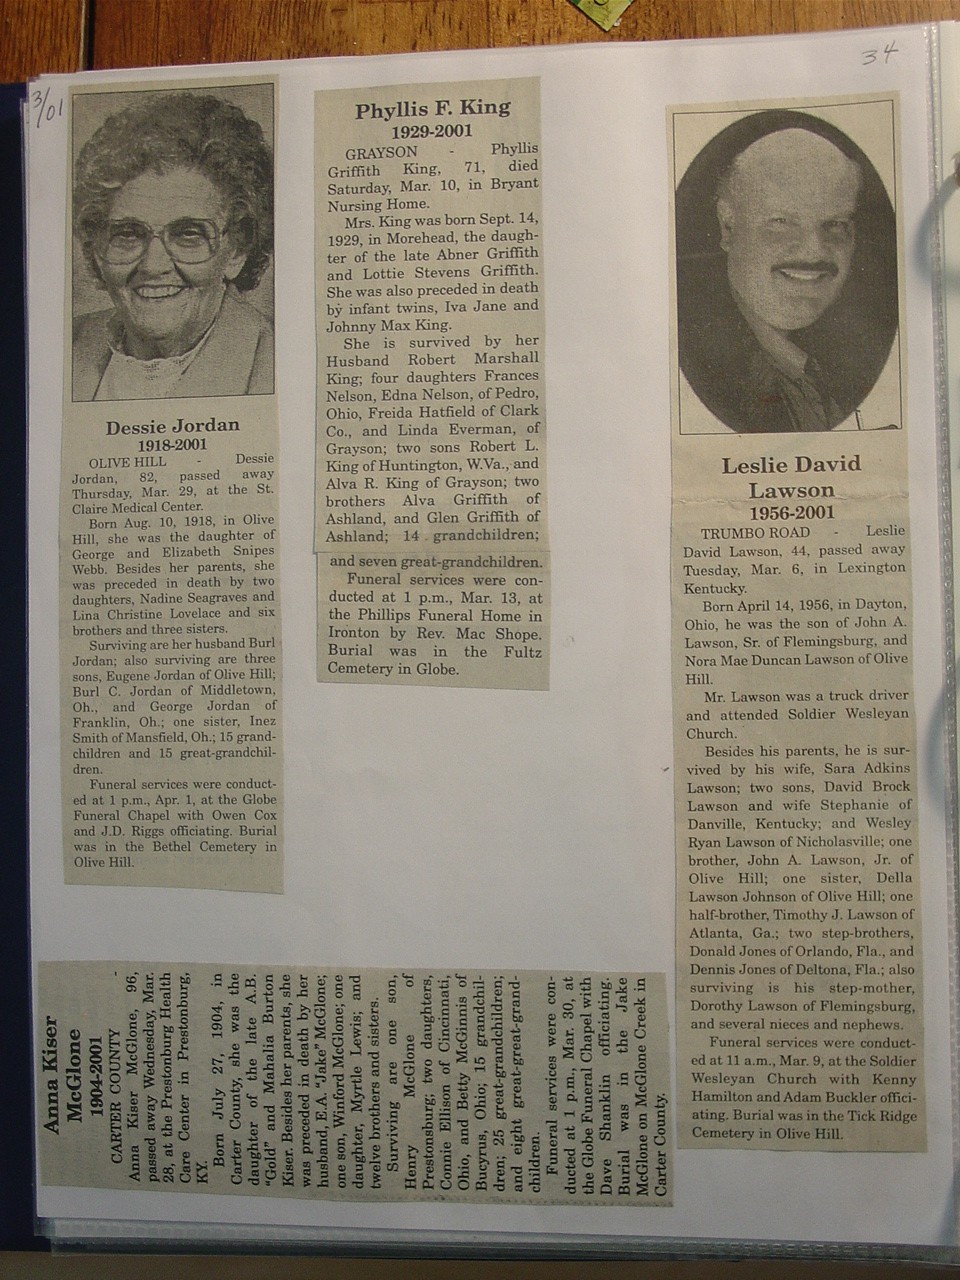 34
3/01
Dessie Jordan
1918-2001
OLIVE HILL - Dessie
Jordan, 82, passed away
Thursday, Mar. 29, at the St.
Claire Medical Center.
Born Aug. 10, 1918, in Olive
Hill, she was the daughter of
George and Elizabeth Snipes
Webb. Besides her parents, she
was preceded in death by two
daughters, Nadine Seagraves and
Lina Christine Lovelace and six
brothers and three sisters.
Surviving are her husband Burl
Jordan; also surviving are three
sons, Eugene Jordan of Olive Hill;
Burl C. Jordan of Middletown,
Oh., and George Jordan of
Franklin, Oh.; one sister, Inez
Smith of Mansfield, Oh.; 15 grand-
children and 15 great-grandchil-
dren.
Funeral services were conduct-
ed at 1 p.m., Apr. 1, at the Globe
Funeral Chapel with Owen Cox
and J.D. Riggs officiating. Burial
was in the Bethel Cemetery in
Olive Hill.
Phyllis F. King
1929-2001
GRAYSON - Phyllis
Griffith King, 71, died
Saturday, Mar. 10, in Bryant
Nursing Home.
Mrs. King was born Sept. 14,
1929, in Morehead, the daugh-
ter of the late Abner Griffith
and Lottie Stevens Griffith.
She was also preceded in death
by infant twins, Iva Jane and
Johnny Max King.
She is survived by her
Husband Robert Marshall
King; four daughters Frances
Nelson, Edna Nelson, of Pedro,
Ohio, Freida Hatfield of Clark
Co., and Linda Everman, of
Grayson; two sons Robert L.
King of Huntington, W.Va., and
Alva R. King of Grayson; two
brothers Alva Griffith of
Ashland, and Glen Griffith of
Ashland; 14 grandchildren;
and seven great-grandchildren.
Funeral services were con-
ducted at 1 p.m., Mar. 13, at
the Phillips Funeral Home in
Ironton by Rev. Mac Shope.
Burial was in the Fultz
Cemetery in Globe.
Leslie David
Lawson
1956-2001
TRUMBO ROAD - Leslie
David Lawson, 44, passed away
Tuesday, Mar. 6, in Lexington
Kentucky.
Born April 14, 1956, in Dayton,
Ohio, he was the son of John A.
Lawson, Sr. of Flemingsburg, and
Nora Mae Duncan Lawson of Olive
Hill.
Mr. Lawson was a truck driver
and attended Soldier Wesleyan
Church.
Besides his parents, he is sur-
vived by his wife, Sara Adkins
Lawson; two sons, David Brock
Lawson and wife Stephanie of
Danville, Kentucky; and Wesley
Ryan Lawson of Nicholasville; one
brother, John A. Lawson, Jr. of
Olive Hill; one sister, Della
Lawson Johnson of Olive Hill; one
half-brother, Timothy J. Lawson of
Atlanta, Ga.; two step-brothers,
Donald Jones of Orlando, Fla., and
Dennis Jones of Deltona, Fla.; also
surviving is his step-mother,
Dorothy Lawson of Flemingsburg,
and several nieces and nephews.
Funeral services were conduct-
ed at 11 a.m., Mar. 9, at the Soldier
Wesleyan Church with Kenny
Hamilton and Adam Buckler offici-
ating. Burial was in the Tick Ridge
Cemetery in Olive Hill.
Anna Kiser
McGlone
1904-2001
CARTER COUNTY -
Anna Kiser McGlone, 96,
passed away Wednesday, Mar.
28, at the Prestonburg Health
Care Center in Prestonburg,
KY.
Born July 27, 1904, in
Carter County, she was the
daughter of the late A.B.
"Gold" and Mahalia Burton
Kiser. Besides her parents, she
was preceded in death by her
husband, E.A. "Jake" McGlone;
one son, Winford McGlone; one
daughter, Myrtle Lewis; and
twelve brothers and sisters.
Surviving are one son,
Henry McGlone of
Prestonsburg; two daughters,
Connie Ellison of Cincinnati,
Ohio, and Betty McGinnis of
Bucyrus, Ohio; 15 grandchil-
dren; 25 great-grandchildren;
and eight great-great-grand-
children.
Funeral services were con-
ducted at 1 p.m., Mar. 30, at
the Globe Funeral Chapel with
Dave Shanklin officiating.
Burial was in the Jake
McGlone on McGlone Creek in
Carter County.